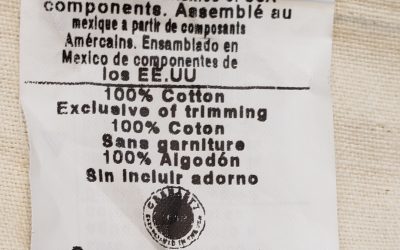 components. Assemblé au
mexique a partir de composants
Amércains. Ensamblado en
Mexico de componentes de
los EE.UU
100% Cotton
Exclusive of trimming
100% Coton
Sans garniture
100% Algodón
Sin incluir adorno